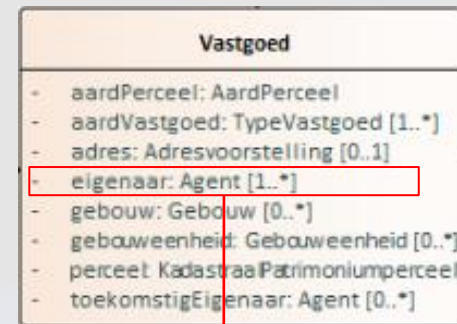 Vastgoed
- aardPerceel: AardPerceel
- aardVastgoed: TypeVastgoed [1..*]
- adres: Adresvoorstelling [0..1]
- eigenaar: Agent [1..*]
- gebouw: Gebouw [0..*]
- gebouweenheid: Gebouweenheid [0..*]
- perceel: KadastraalPatrimoniumperceel
- toekomstigEigenaar: Agent [0..*]